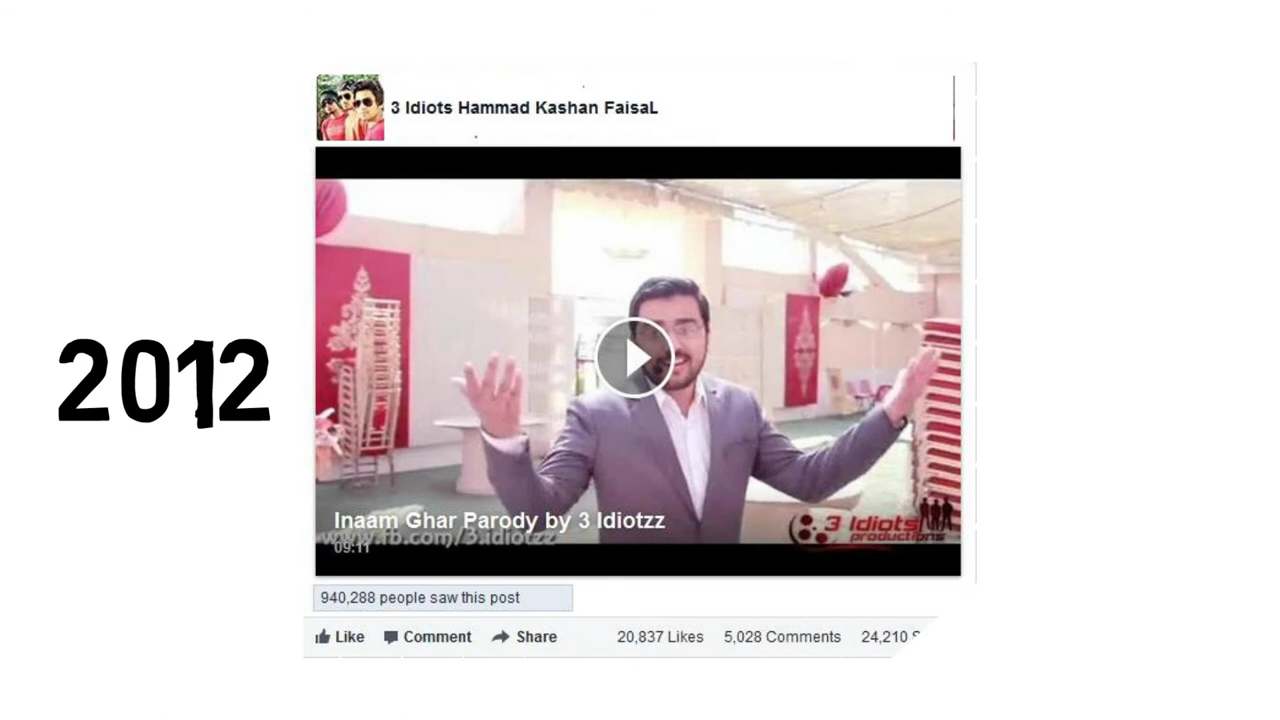 3 Idiots Hammad Kashan FaisaL
2012
Inaam Ghar Parody by 3 Idiotzz
www.fb.com/3.idiotzz
09:11
3 Idiots
productions
940,288 people saw this post
Like Comment Share 20,837 Likes 5,028 Comments 24,210